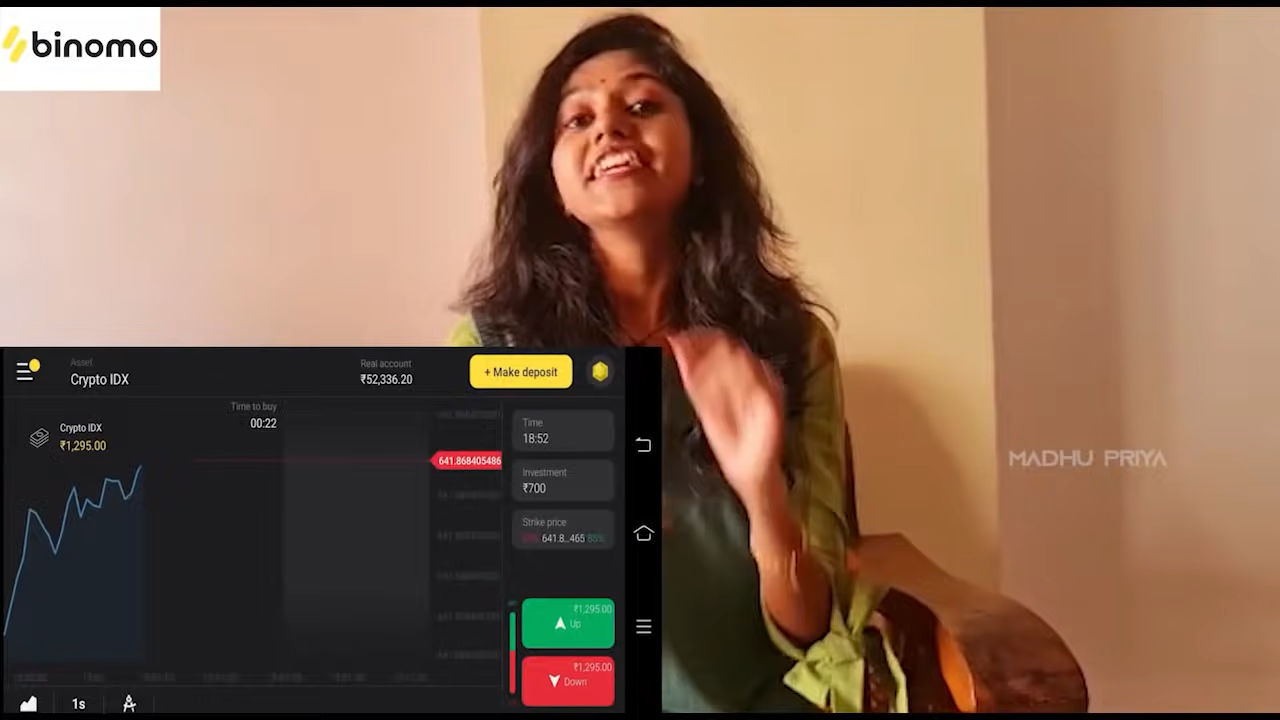 binomo
Asset
Crypto IDX
Real account
₹52,336.20
+ Make deposit
Time to buy
00:22
Crypto IDX
₹1,295.00
641.868405486
Time
18:52
Investment
₹700
Strike price
641.8...465 85%
₹1,295.00
Up
₹1,295.00
Down
1s
MADHU PRIYA